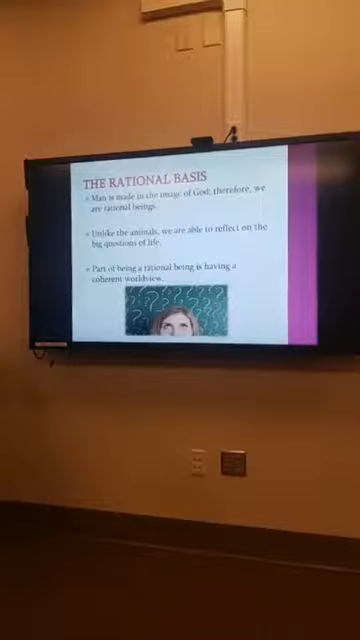 THE RATIONAL BASIS
Man is made in the image of God; therefore, we
are rational beings.
Unlike the animals, we are able to reflect on the
big questions of life.
Part of being a rational being is having a
coherent worldview.